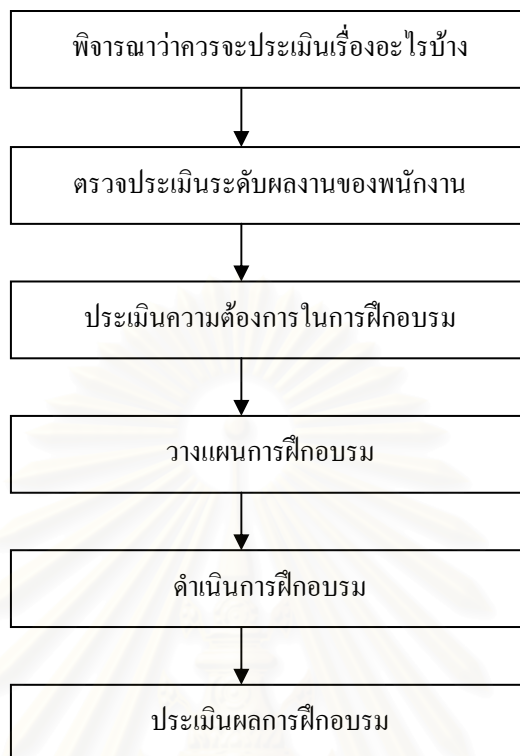 พิจารณาว่าควรจะประเมินเรื่องอะไรบ้าง
ตรวจประเมินระดับผลงานของพนักงาน
ประเมินความต้องการในการฝึกอบรม
วางแผนการฝึกอบรม
ดำเนินการฝึกอบรม
ประเมินผลการฝึกอบรม